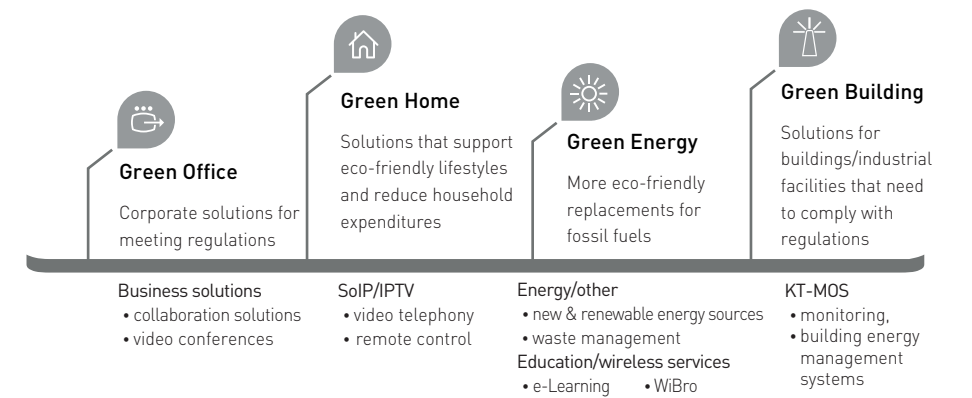 Green Office
Corporate solutions for
meeting regulations
Business solutions
• collaboration solutions
• video conferences
Green Home
Solutions that support
eco-friendly lifestyles
and reduce household
expenditures
SoIP/IPTV
• video telephony
• remote control
Green Energy
More eco-friendly
replacements for
fossil fuels
Energy/other
• new & renewable energy sources
• waste management
Education/wireless services
• e-Learning • WiBro
Green Building
Solutions for
buildings/industrial
facilities that need
to comply with
regulations
KT-MOS
• monitoring,
• building energy
management
systems